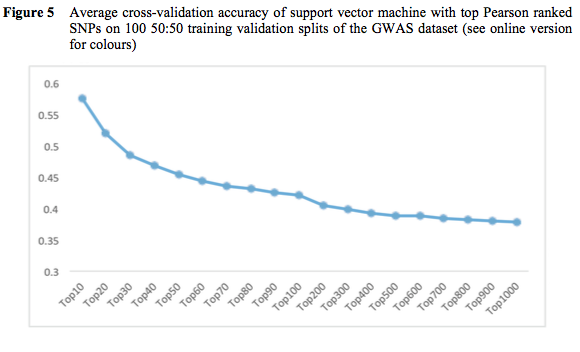 Figure 5 Average cross-validation accuracy of support vector machine with top Pearson ranked
SNPs on 100 50:50 training validation splits of the GWAS dataset (see online version
for colours)
0.6
0.55
0.5
0.45
0.4
0.35
0.3
Top10 Top20 Top30 Top40 Top50 Top60 Top70 Top80 Top90 Top100 Top200 Top300 Top400 Top500 Top600 Top700 Top800 Top900 Top1000